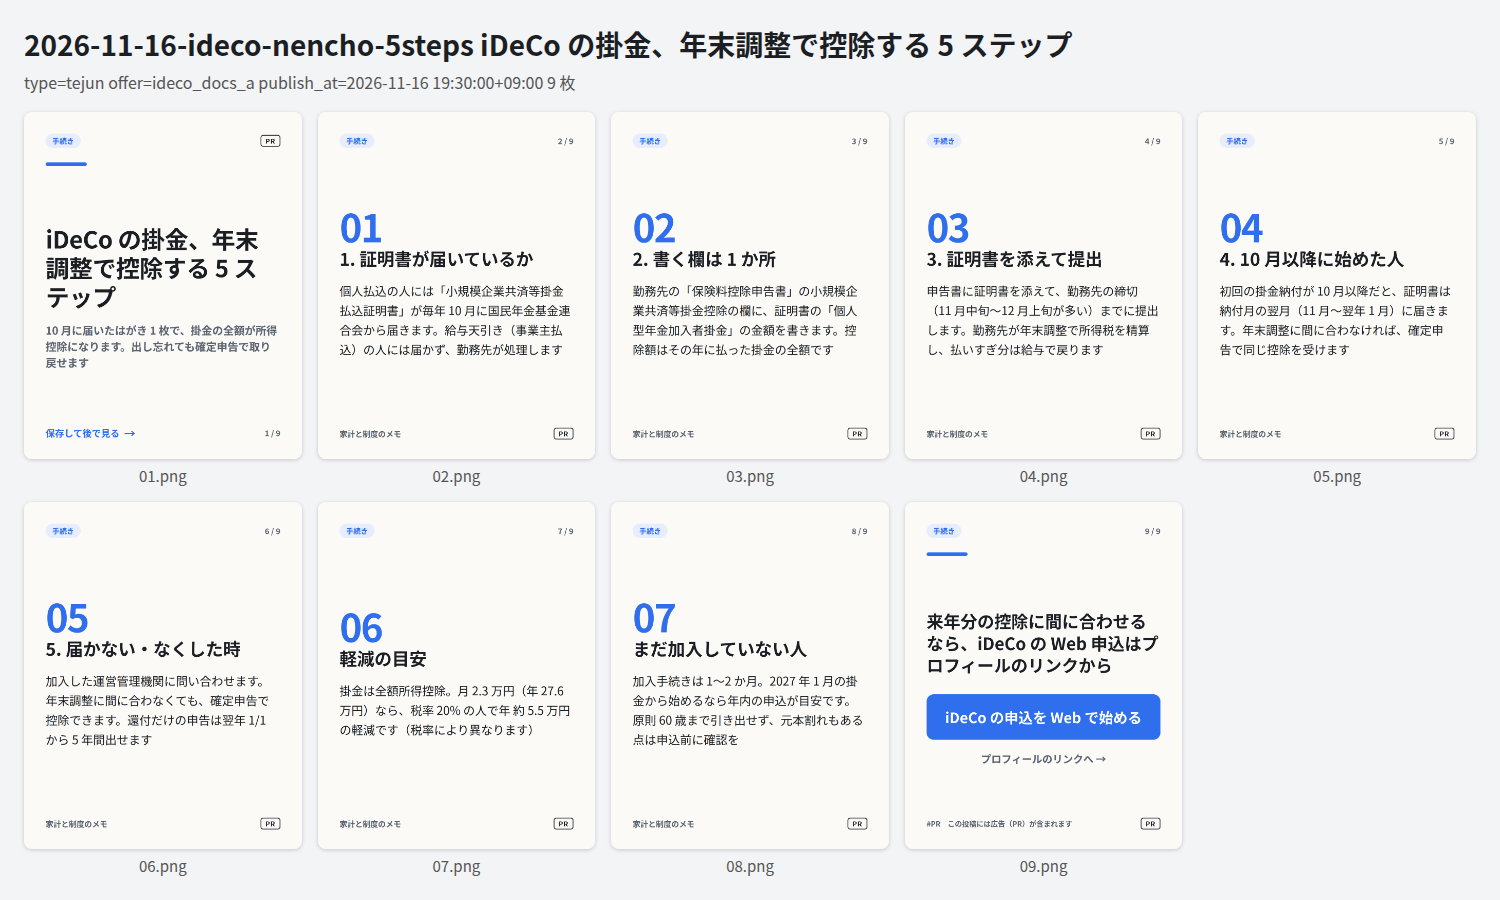 2026-11-16-ideco-nencho-5steps iDeCo の掛金、年末調整で控除する 5 ステップ
type=tejun offer=ideco_docs_a publish_at=2026-11-16 19:30:00+09:00 9 枚
手続き
PR
iDeCo の掛金、年末
調整で控除する 5 ス
テップ
10 月に届いたはがき 1 枚で、掛金の全額が所得
控除になります。出し忘れても確定申告で取り
戻せます
保存して後で見る →
1 / 9
01.png
手続き
2 / 9
01
1. 証明書が届いているか
個人払込の人には「小規模企業共済等掛金
払込証明書」が毎年 10 月に国民年金基金連
合会から届きます。給与天引き（事業主払
込）の人には届かず、勤務先が処理します
家計と制度のメモ
PR
02.png
手続き
3 / 9
02
2. 書く欄は 1 か所
勤務先の「保険料控除申告書」の小規模企
業共済等掛金控除の欄に、証明書の「個人
型年金加入者掛金」の金額を書きます。控
除額はその年に払った掛金の全額です
家計と制度のメモ
PR
03.png
手続き
4 / 9
03
3. 証明書を添えて提出
申告書に証明書を添えて、勤務先の締切
（11 月中旬〜12 月上旬が多い）までに提出
します。勤務先が年末調整で所得税を精算
し、払いすぎ分は給与で戻ります
家計と制度のメモ
PR
04.png
手続き
5 / 9
04
4. 10 月以降に始めた人
初回の掛金納付が 10 月以降だと、証明書は
納付月の翌月（11 月〜翌年 1 月）に届きま
す。年末調整に間に合わなければ、確定申
告で同じ控除を受けます
家計と制度のメモ
PR
05.png
手続き
6 / 9
05
5. 届かない・なくした時
加入した運営管理機関に問い合わせます。
年末調整に間に合わなくても、確定申告で
控除できます。還付だけの申告は翌年 1/1
から 5 年間出せます
家計と制度のメモ
PR
06.png
手続き
7 / 9
06
軽減の目安
掛金は全額所得控除。月 2.3 万円（年 27.6
万円）なら、税率 20% の人で年 約 5.5 万円
の軽減です（税率により異なります）
家計と制度のメモ
PR
07.png
手続き
8 / 9
07
まだ加入していない人
加入手続きは 1〜2 か月。2027 年 1 月の掛
金から始めるなら年内の申込が目安です。
原則 60 歳まで引き出せず、元本割れもある
点は申込前に確認を
家計と制度のメモ
PR
08.png
手続き
9 / 9
来年分の控除に間に合わせる
なら、iDeCo の Web 申込はプ
ロフィールのリンクから
iDeCo の申込を Web で始める
プロフィールのリンクへ →
#PR この投稿には広告（PR）が含まれます
PR
09.png